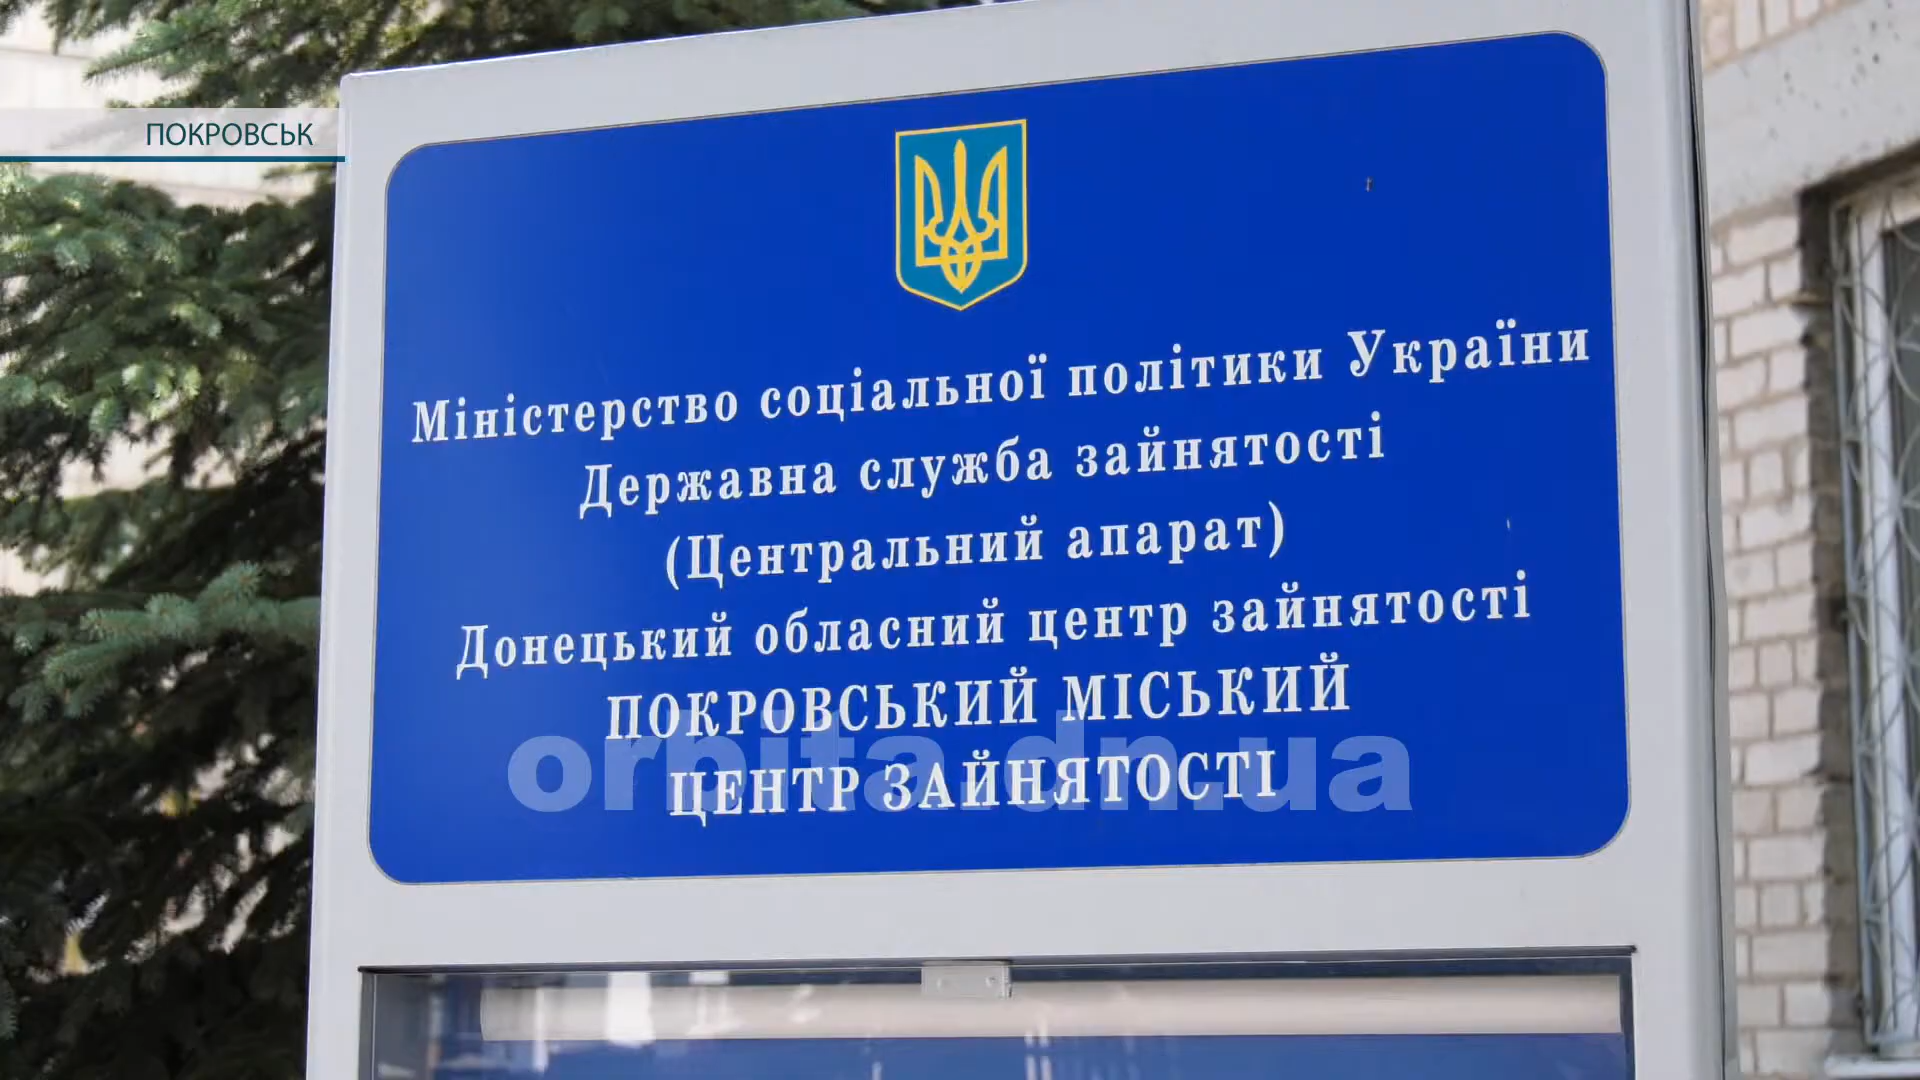 ПОКРОВСЬК
Міністерство соціальної політики України
Державна служба зайнятості
(Центральний апарат)
Донецький обласний центр зайнятості
ПОКРОВСЬКИЙ МІСЬКИЙ
ЦЕНТР ЗАЙНЯТОСТІ
orbita.dn.ua